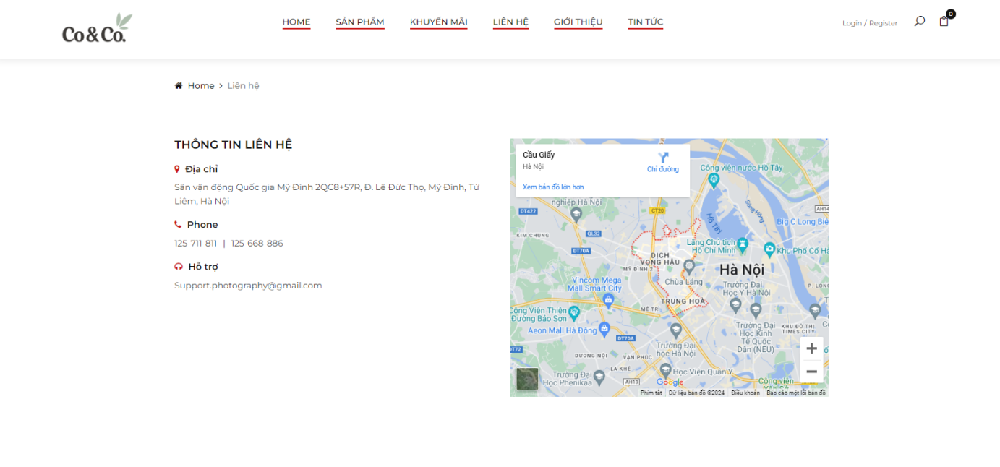 Co & Co.
HOME
SẢN PHẨM
KHUYẾN MÃI
LIÊN HỆ
GIỚI THIỆU
TIN TỨC
Login / Register
0
Home > Liên hệ
THÔNG TIN LIÊN HỆ
Địa chỉ
Sân vận động Quốc gia Mỹ Đình 2QC8+57R, Đ. Lê Đức Thọ, Mỹ Đình, Từ
Liêm, Hà Nội
Phone
125-711-811 | 125-668-886
Hỗ trợ
Support.photography@gmail.com
Cầu Giấy
Hà Nội
Chỉ đường
Xem bản đồ lớn hơn
Công viên nước Hồ Tây
nghiệp Hà Nội
ĐT422
CT20
AH14
Sông Hồng
Hồ Tây
Big C Long Biê
KIM CHUNG
QL32
ĐT70A
Lăng Chủ tịch
Hồ Chí Minh
Khu Phố Cổ Hà
DỊCH
VỌNG HẬU
MỸ ĐÌNH 2
Hà Nội
Chùa Láng
Vincom Mega
Mall Smart City
Trường Đại
Học Y Hà Nội
P. LONG
TRUNG HOÀ
MỄ TRÌ
Công Viên Thiên
Đường Bảo Sơn
Aeon Mall Hà Đông
ĐT70A
Trường Đại
Học Kinh
Tế Quốc
Dân (NEU)
KHU ĐÔ THỊ
TIMES CITY
T72
DƯƠNG NỘI
VẠN PHÚC
Trường Đại
học Hà Nội
LA KHÊ
Trường Đại
Học Phenikaa
AH13
Học Viện Quân Y
Google
Công viên
Yên Sở
Phím tắt
Dữ liệu bản đồ ©2024
Điều khoản
Báo cáo một lỗi bản đồ